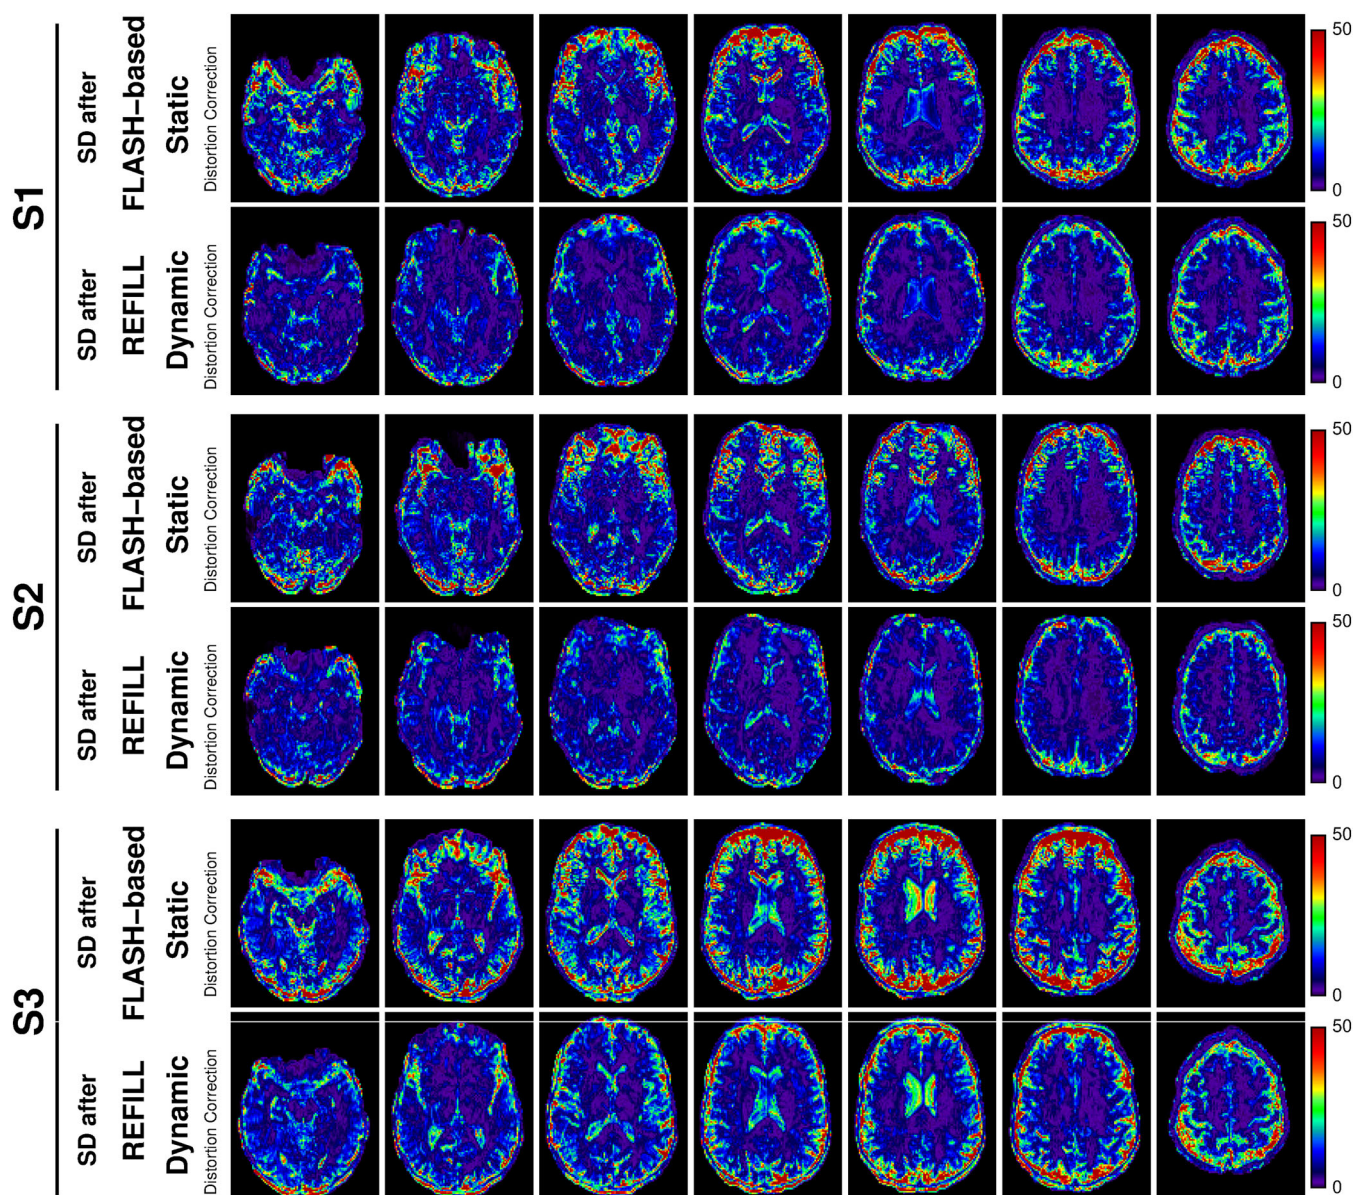 S1
SD after
FLASH-based
Static
Distortion Correction
50
0
SD after
REFILL
Dynamic
Distortion Correction
50
0
S2
SD after
FLASH-based
Static
Distortion Correction
50
0
SD after
REFILL
Dynamic
Distortion Correction
50
0
S3
SD after
FLASH-based
Static
Distortion Correction
50
0
SD after
REFILL
Dynamic
Distortion Correction
50
0